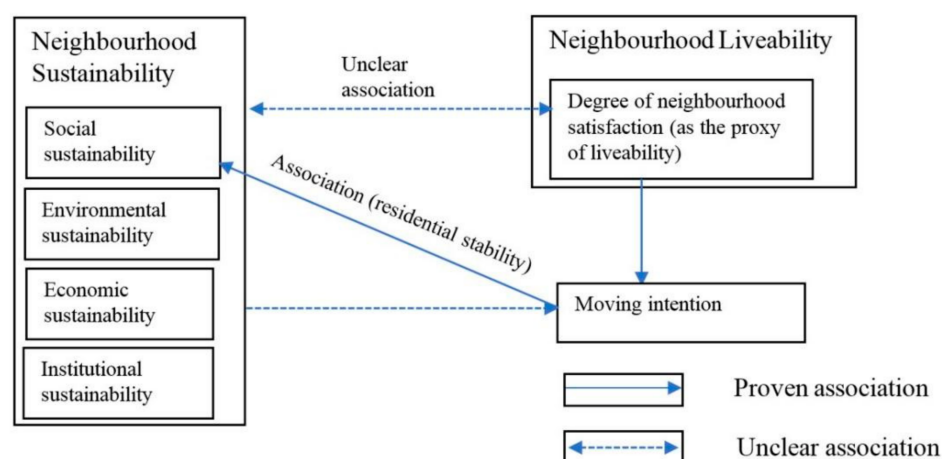 Neighbourhood
Sustainability
Social
sustainability
Environmental
sustainability
Economic
sustainability
Institutional
sustainability
Unclear
association
Association (residential stability)
Neighbourhood Liveability
Degree of neighbourhood
satisfaction (as the proxy
of liveability)
Moving intention
Proven association
Unclear association